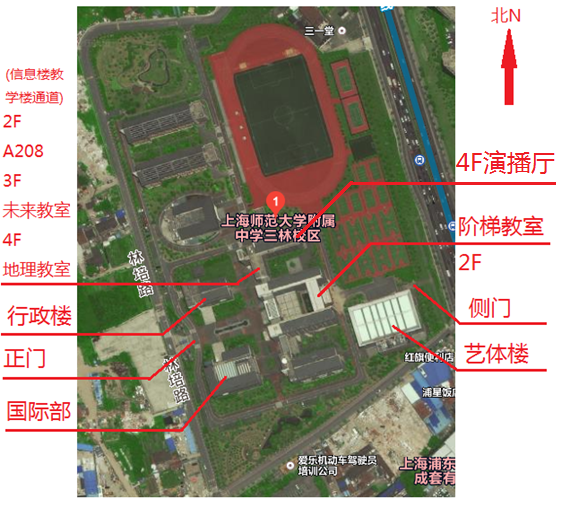 北N
三一堂
(信息楼教
学楼通道)
2F
A208
3F
未来教室
4F
地理教室
行政楼
正门
国际部
4F演播厅
阶梯教室
2F
侧门
艺体楼
1
上海师范大学附属
中学三林校区
林培路
林培路
红旗便利店
浦星饭店
爱乐机动车驾驶员
培训公司
上海浦东
成套有